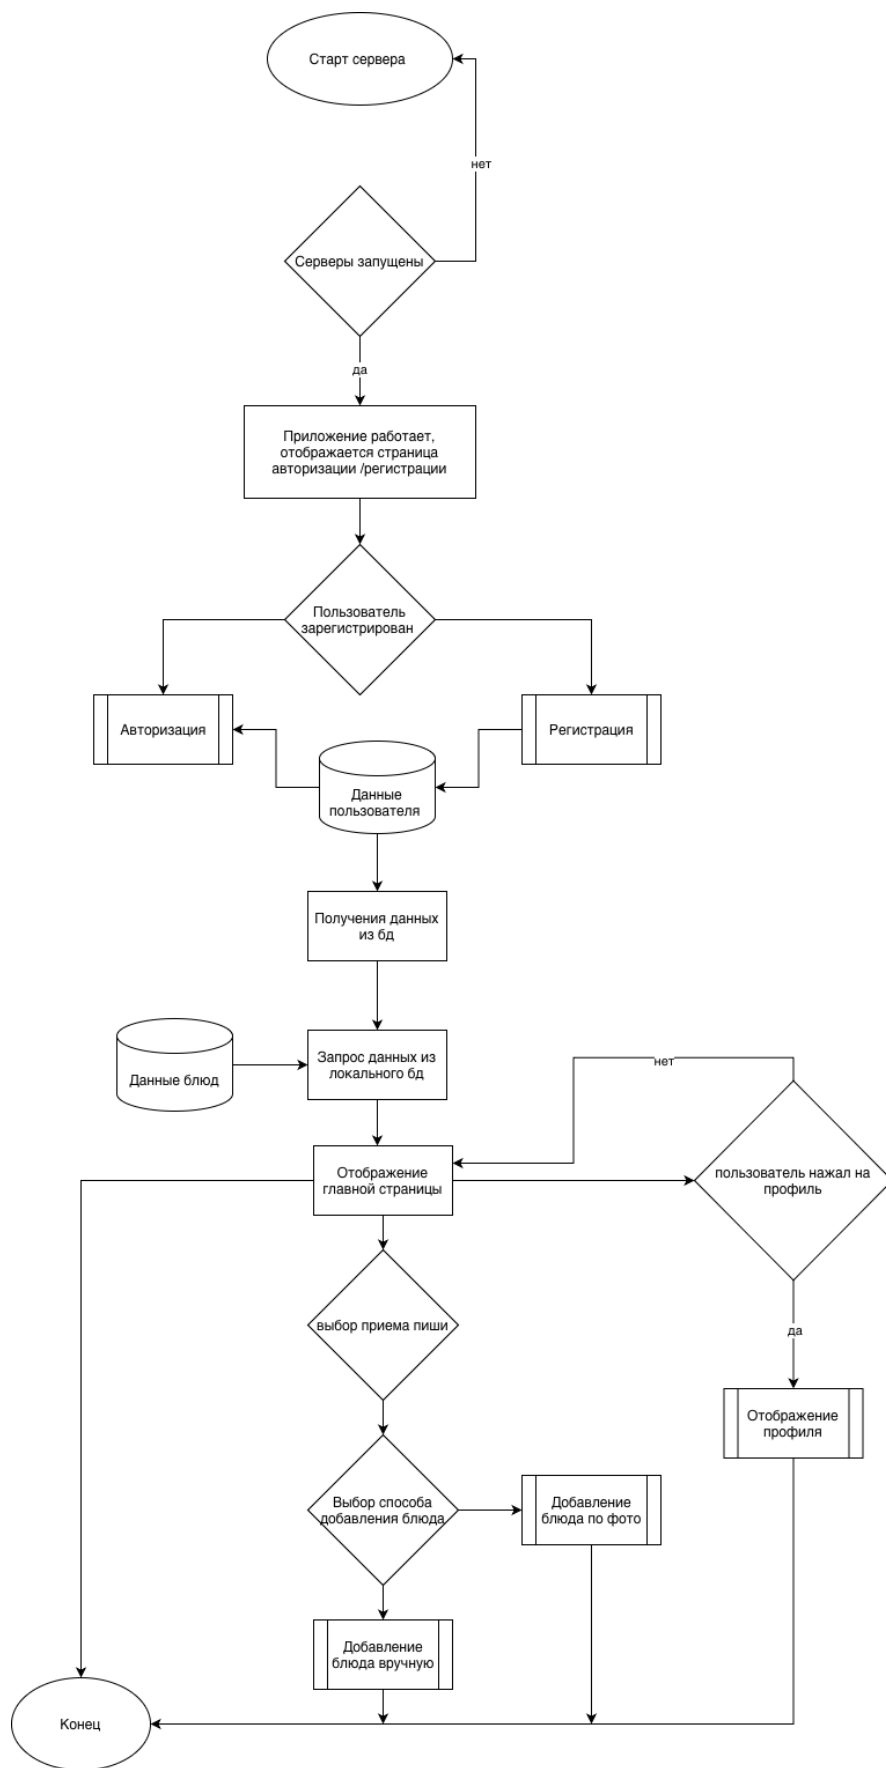 Старт сервера
нет
Серверы запущены
да
Приложение работает,
отображается страница
авторизации /регистрации
Пользователь
зарегистрирован
Авторизация
Регистрация
Данные
пользователя
Получения данных
из бд
Данные блюд
Запрос данных из
локального бд
нет
Отображение
главной страницы
пользователь нажал на
профиль
выбор приема пиши
да
Отображение
профиля
Выбор способа
добавления блюда
Добавление
блюда по фото
Добавление
блюда вручную
Конец